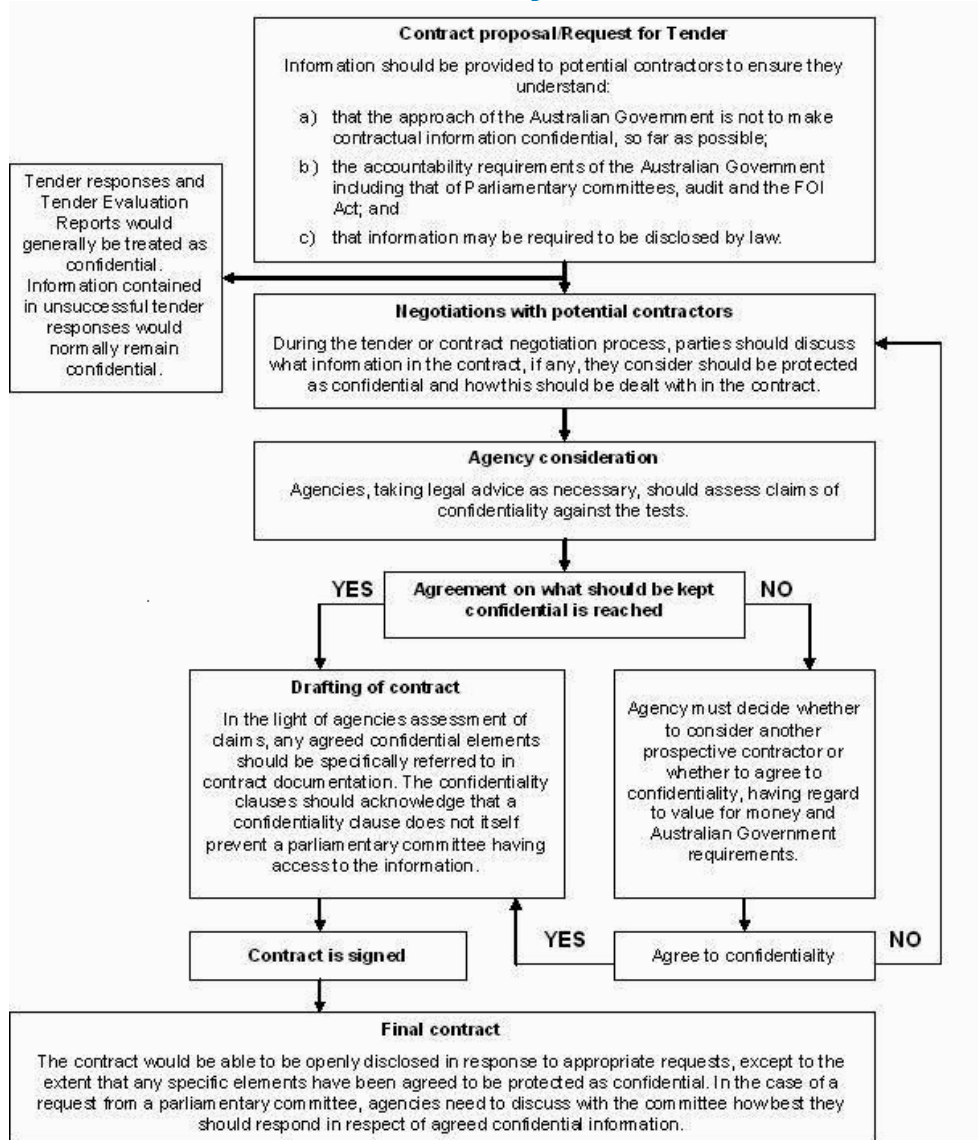 Contract proposal/Request for Tender
Information should be provided to potential contractors to ensure they
understand:
a) that the approach of the Australian Government is not to make
contractual information confidential, so far as possible;
b) the accountability requirements of the Australian Government
including that of Parliamentary committees, audit and the FOI
Act; and
c) that information may be required to be disclosed by law.
Tender responses and
Tender Evaluation
Reports would
generally be treated as
confidential.
Information contained
in unsuccessful tender
responses would
normally remain
confidential.
Negotiations with potential contractors
During the tender or contract negotiation process, parties should discuss
what information in the contract, if any, they consider should be protected
as confidential and how this should be dealt with in the contract.
Agency consideration
Agencies, taking legal advice as necessary, should assess claims of
confidentiality against the tests.
YES
Agreement on what should be kept
confidential is reached
NO
Drafting of contract
In the light of agencies assessment of
claims, any agreed confidential elements
should be specifically referred to in
contract documentation. The confidentiality
clauses should acknowledge that a
confidentiality clause does not itself
prevent a parliamentary committee having
access to the information.
Agency must decide whether
to consider another
prospective contractor or
whether to agree to
confidentiality, having regard
to value for money and
Australian Government
requirements.
Contract is signed
YES
Agree to confidentiality
NO
Final contract
The contract would be able to be openly disclosed in response to appropriate requests, except to the
extent that any specific elements have been agreed to be protected as confidential. In the case of a
request from a parliamentary committee, agencies need to discuss with the committee how best they
should respond in respect of agreed confidential information.